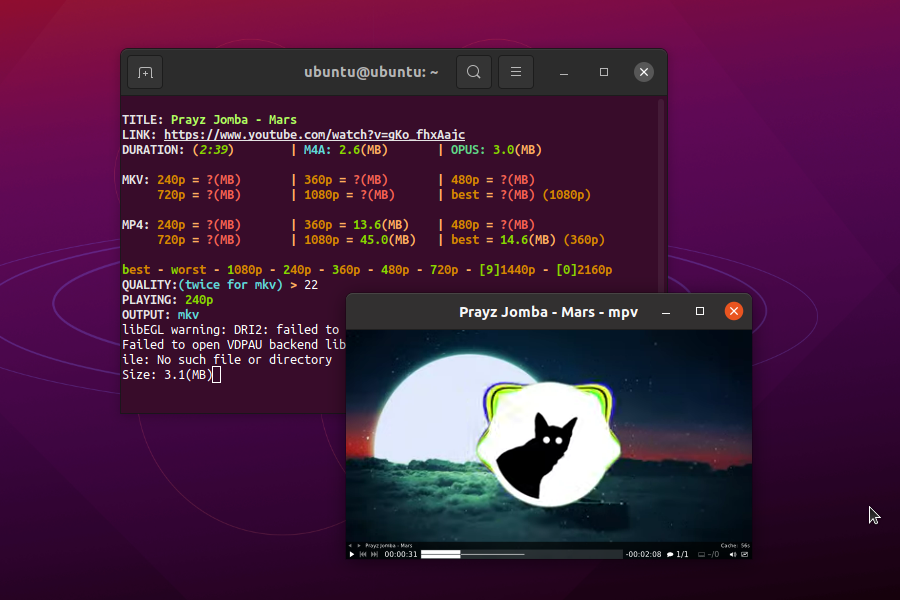 ubuntu@ubuntu: ~
TITLE: Prayz Jomba - Mars
LINK: https://www.youtube.com/watch?v=gKo_fhxAajc
DURATION: (2:39) | M4A: 2.6(MB) | OPUS: 3.0(MB)
MKV: 240p = ?(MB) | 360p = ?(MB) | 480p = ?(MB)
720p = ?(MB) | 1080p = ?(MB) | best = ?(MB) (1080p)
MP4: 240p = ?(MB) | 360p = 13.6(MB) | 480p = ?(MB)
720p = ?(MB) | 1080p = 45.0(MB) | best = 14.6(MB) (360p)
best - worst - 1080p - 240p - 360p - 480p - 720p - [9]1440p - [0]2160p
QUALITY:(twice for mkv) > 22
PLAYING: 240p
OUTPUT: mkv
libEGL warning: DRI2: failed to
Failed to open VDPAU backend lib
ile: No such file or directory
Size: 3.1(MB)
Prayz Jomba - Mars - mpv
Prayz Jomba - Mars Cache: 56s
00:00:31 -00:02:08 1/1 -/0